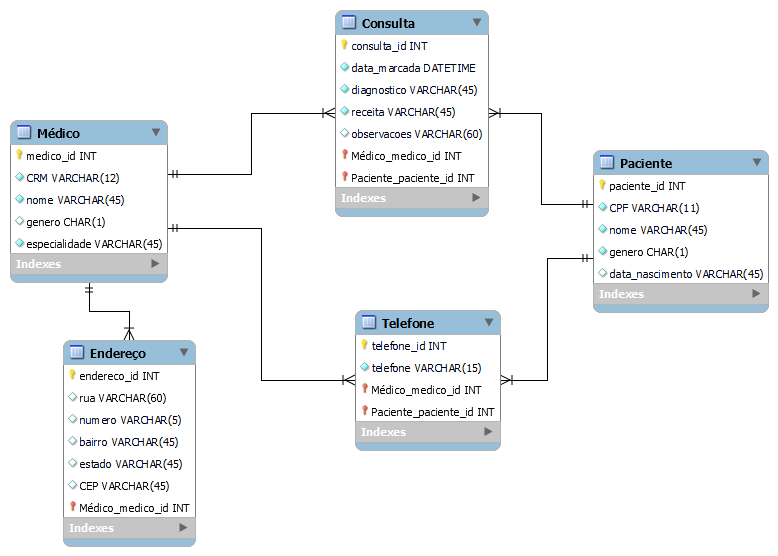 Consulta
consulta_id INT
data_marcada DATETIME
diagnostico VARCHAR(45)
receita VARCHAR(45)
observacoes VARCHAR(60)
Médico_medico_id INT
Paciente_paciente_id INT
Indexes
Médico
medico_id INT
CRM VARCHAR(12)
nome VARCHAR(45)
genero CHAR(1)
especialidade VARCHAR(45)
Indexes
Paciente
paciente_id INT
CPF VARCHAR(11)
nome VARCHAR(45)
genero CHAR(1)
data_nascimento VARCHAR(45)
Indexes
Telefone
telefone_id INT
telefone VARCHAR(15)
Médico_medico_id INT
Paciente_paciente_id INT
Indexes
Endereço
endereco_id INT
rua VARCHAR(60)
numero VARCHAR(5)
bairro VARCHAR(45)
estado VARCHAR(45)
CEP VARCHAR(45)
Médico_medico_id INT
Indexes